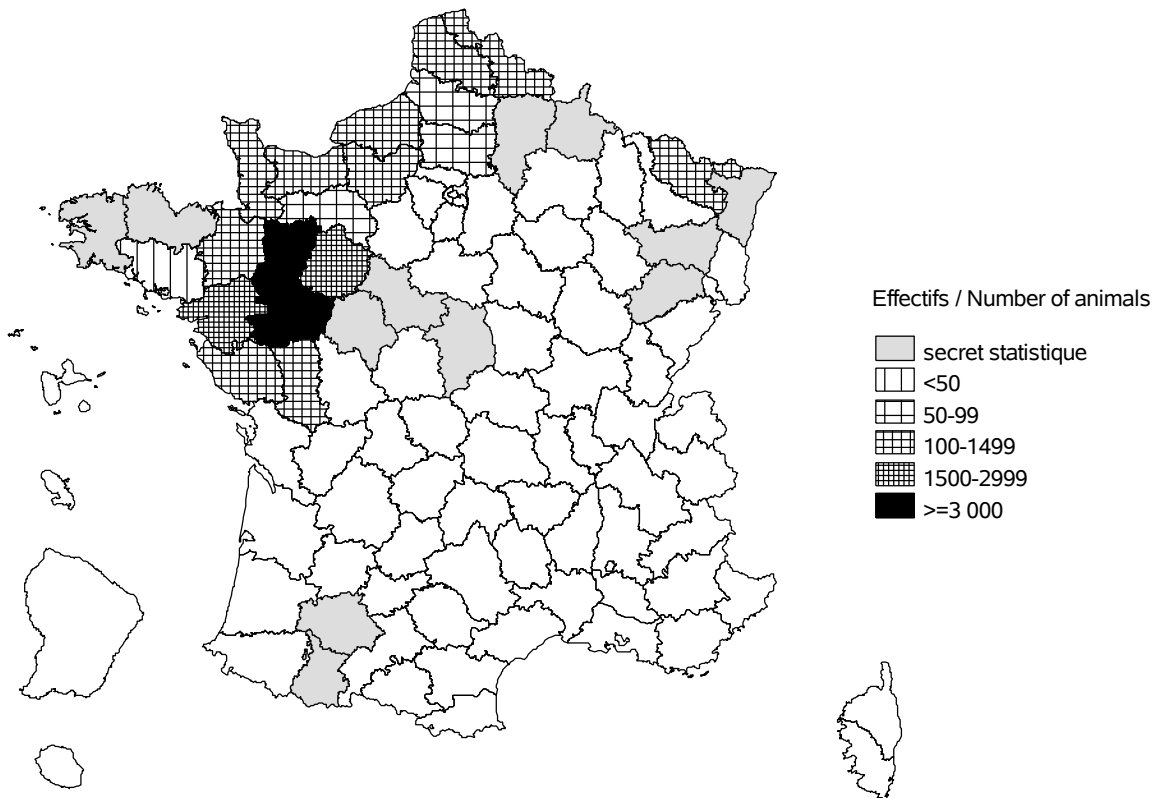 Effectifs / Number of animals
secret statistique
<50
50-99
100-1499
1500-2999
>=3 000